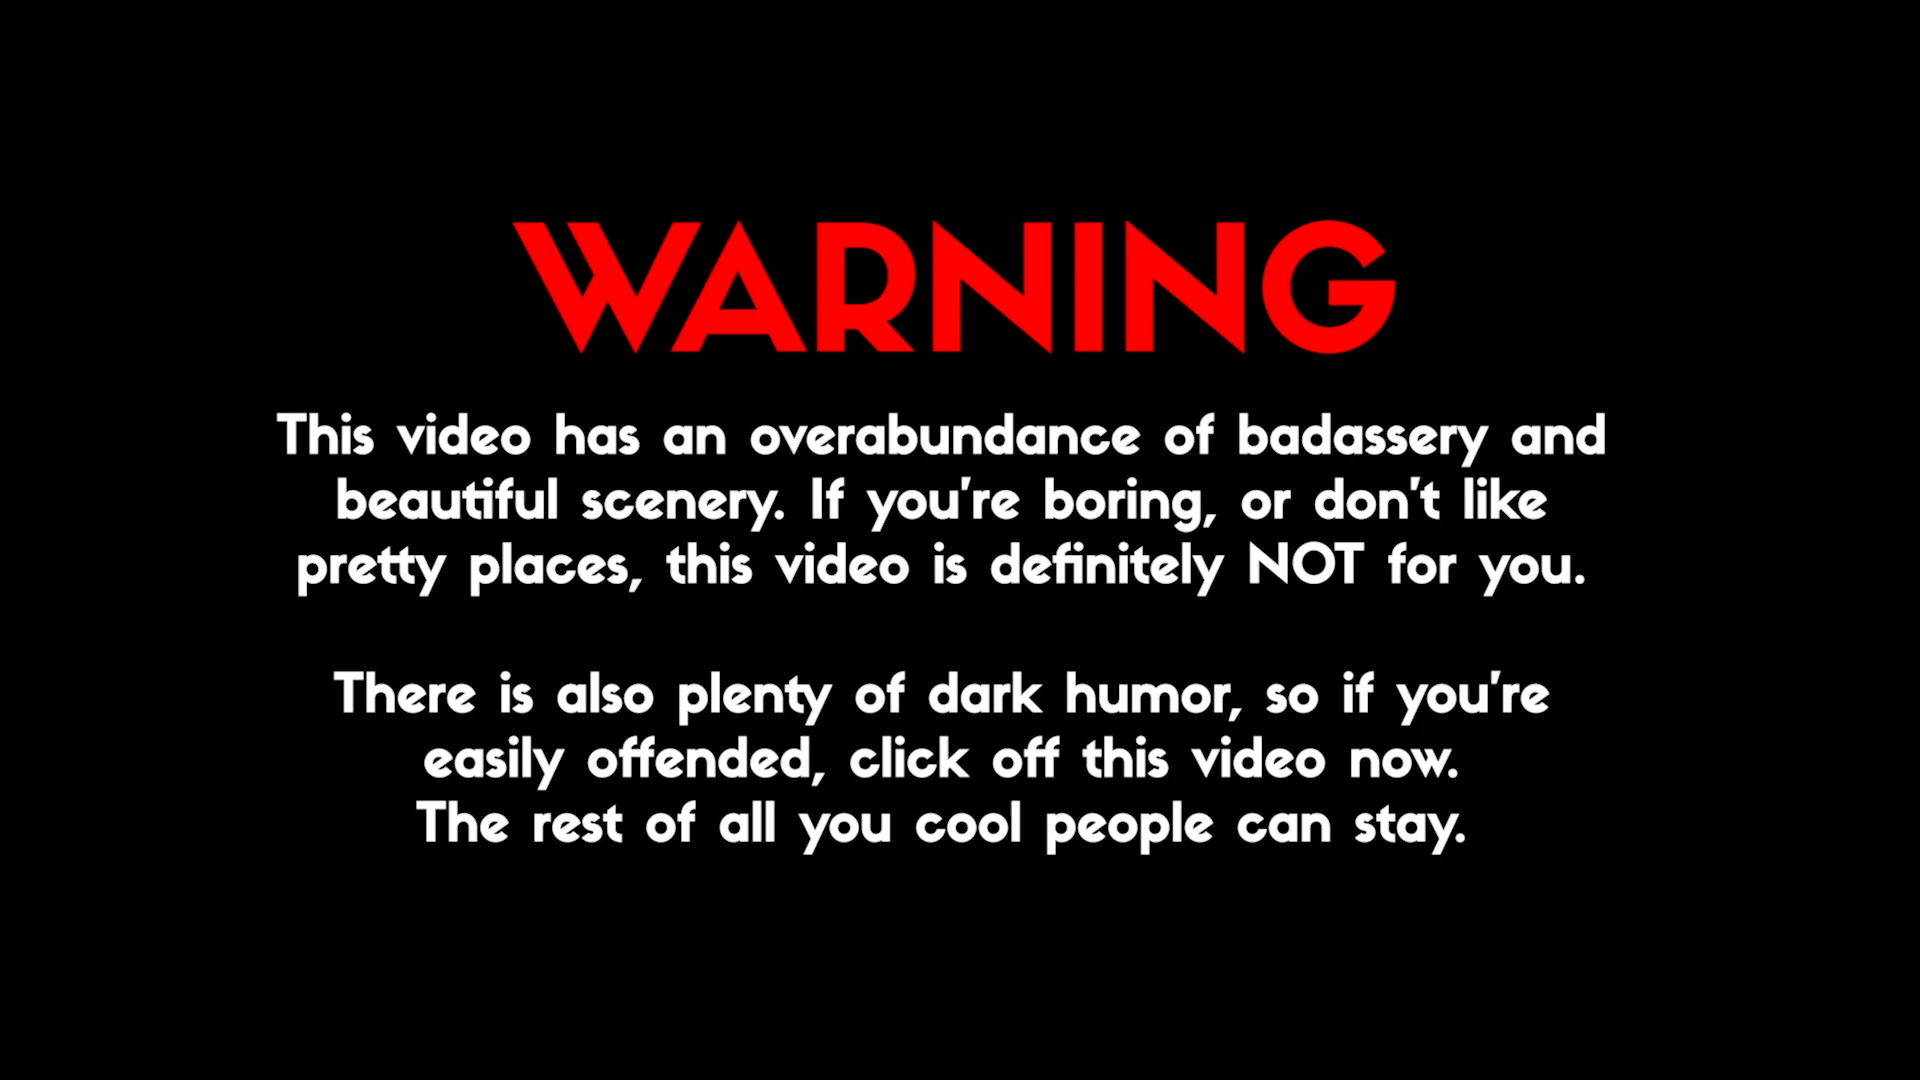 WARNING
This video has an overabundance of badassery and
beautiful scenery. If you're boring, or don't like
pretty places, this video is definitely NOT for you.
There is also plenty of dark humor, so if you're
easily offended, click off this video now.
The rest of all you cool people can stay.